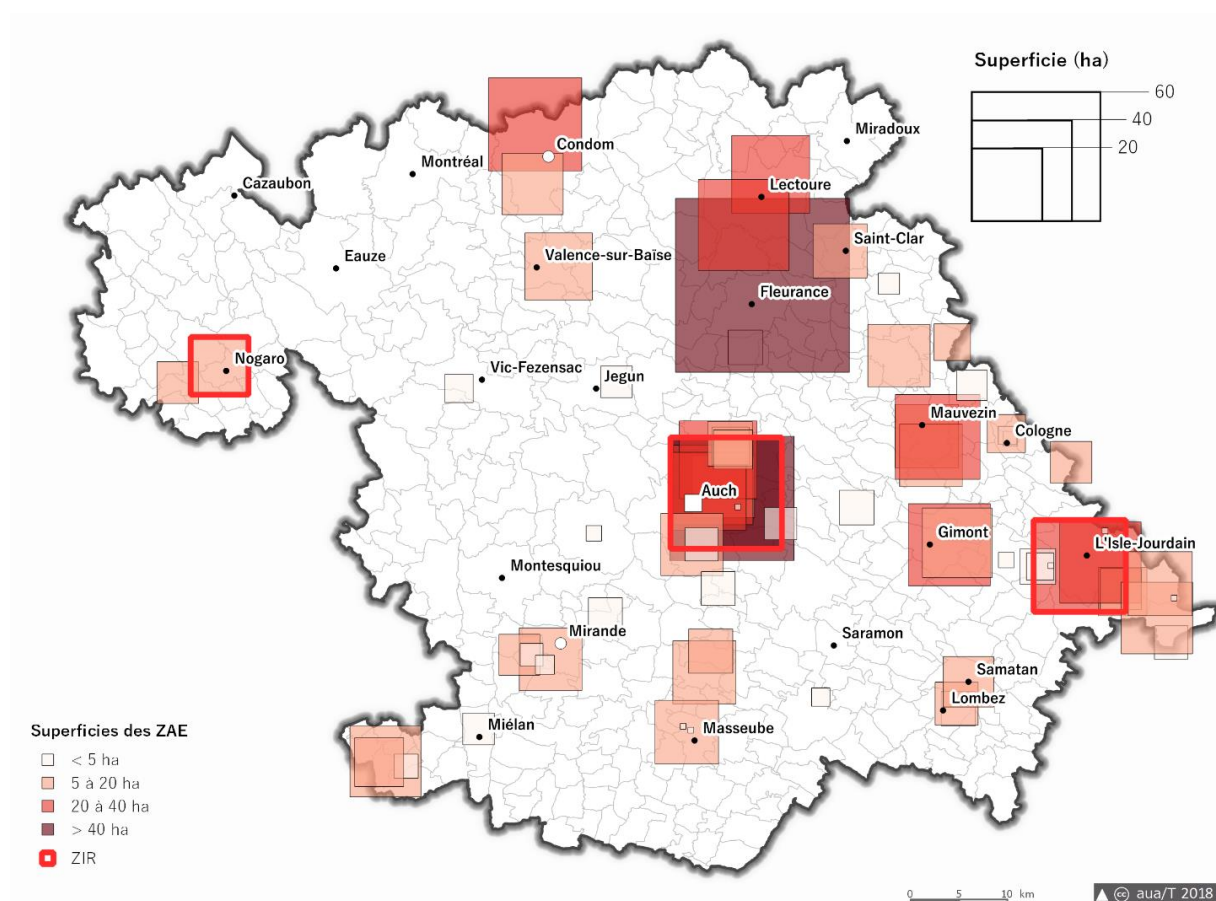 Superficie (ha)
60
40
20
Miradoux
Condom
Montréal
Lectoure
Cazaubon
Saint-Clar
Valence-sur-Baïse
Eauze
Fleurance
Nogaro
Vic-Fezensac
Jegun
Mauvezin
Cologne
Auch
Gimont
L'Isle-Jourdain
Montesquiou
Mirande
Saramon
Samatan
Lombez
Miélan
Masseube
Superficies des ZAE
< 5 ha
5 à 20 ha
20 à 40 ha
> 40 ha
ZIR
0 5 10 km
cc aua/T 2018